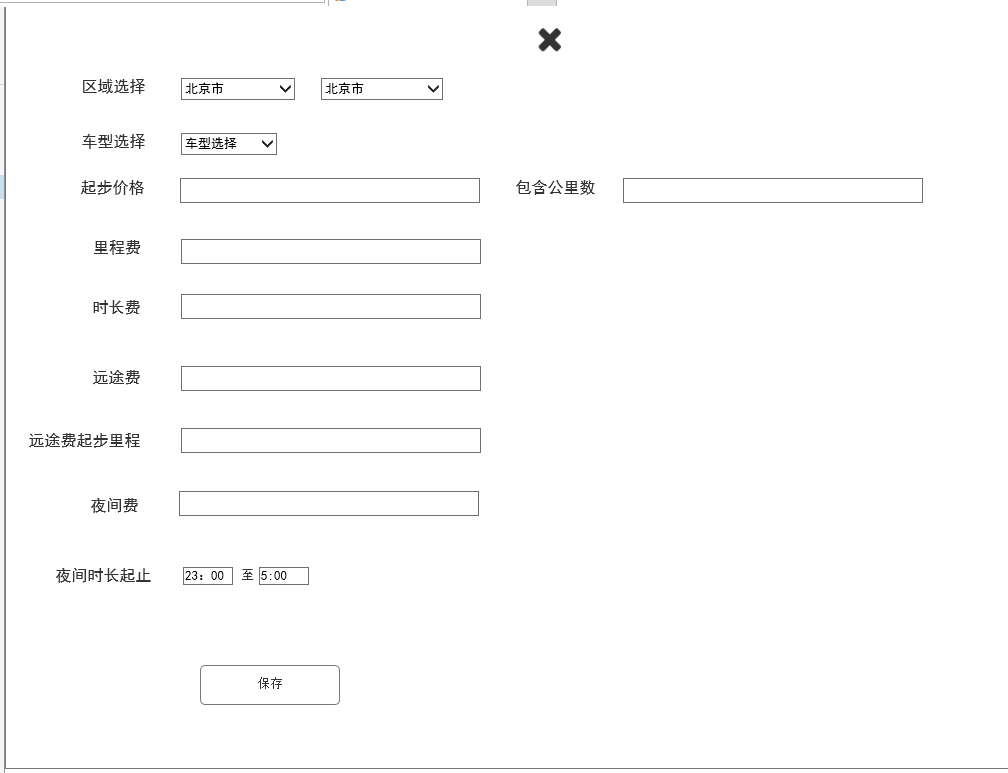 区域选择 北京市 北京市
车型选择 车型选择
起步价格 包含公里数
里程费
时长费
远途费
远途费起步里程
夜间费
夜间时长起止 23：00 至 5:00
保存